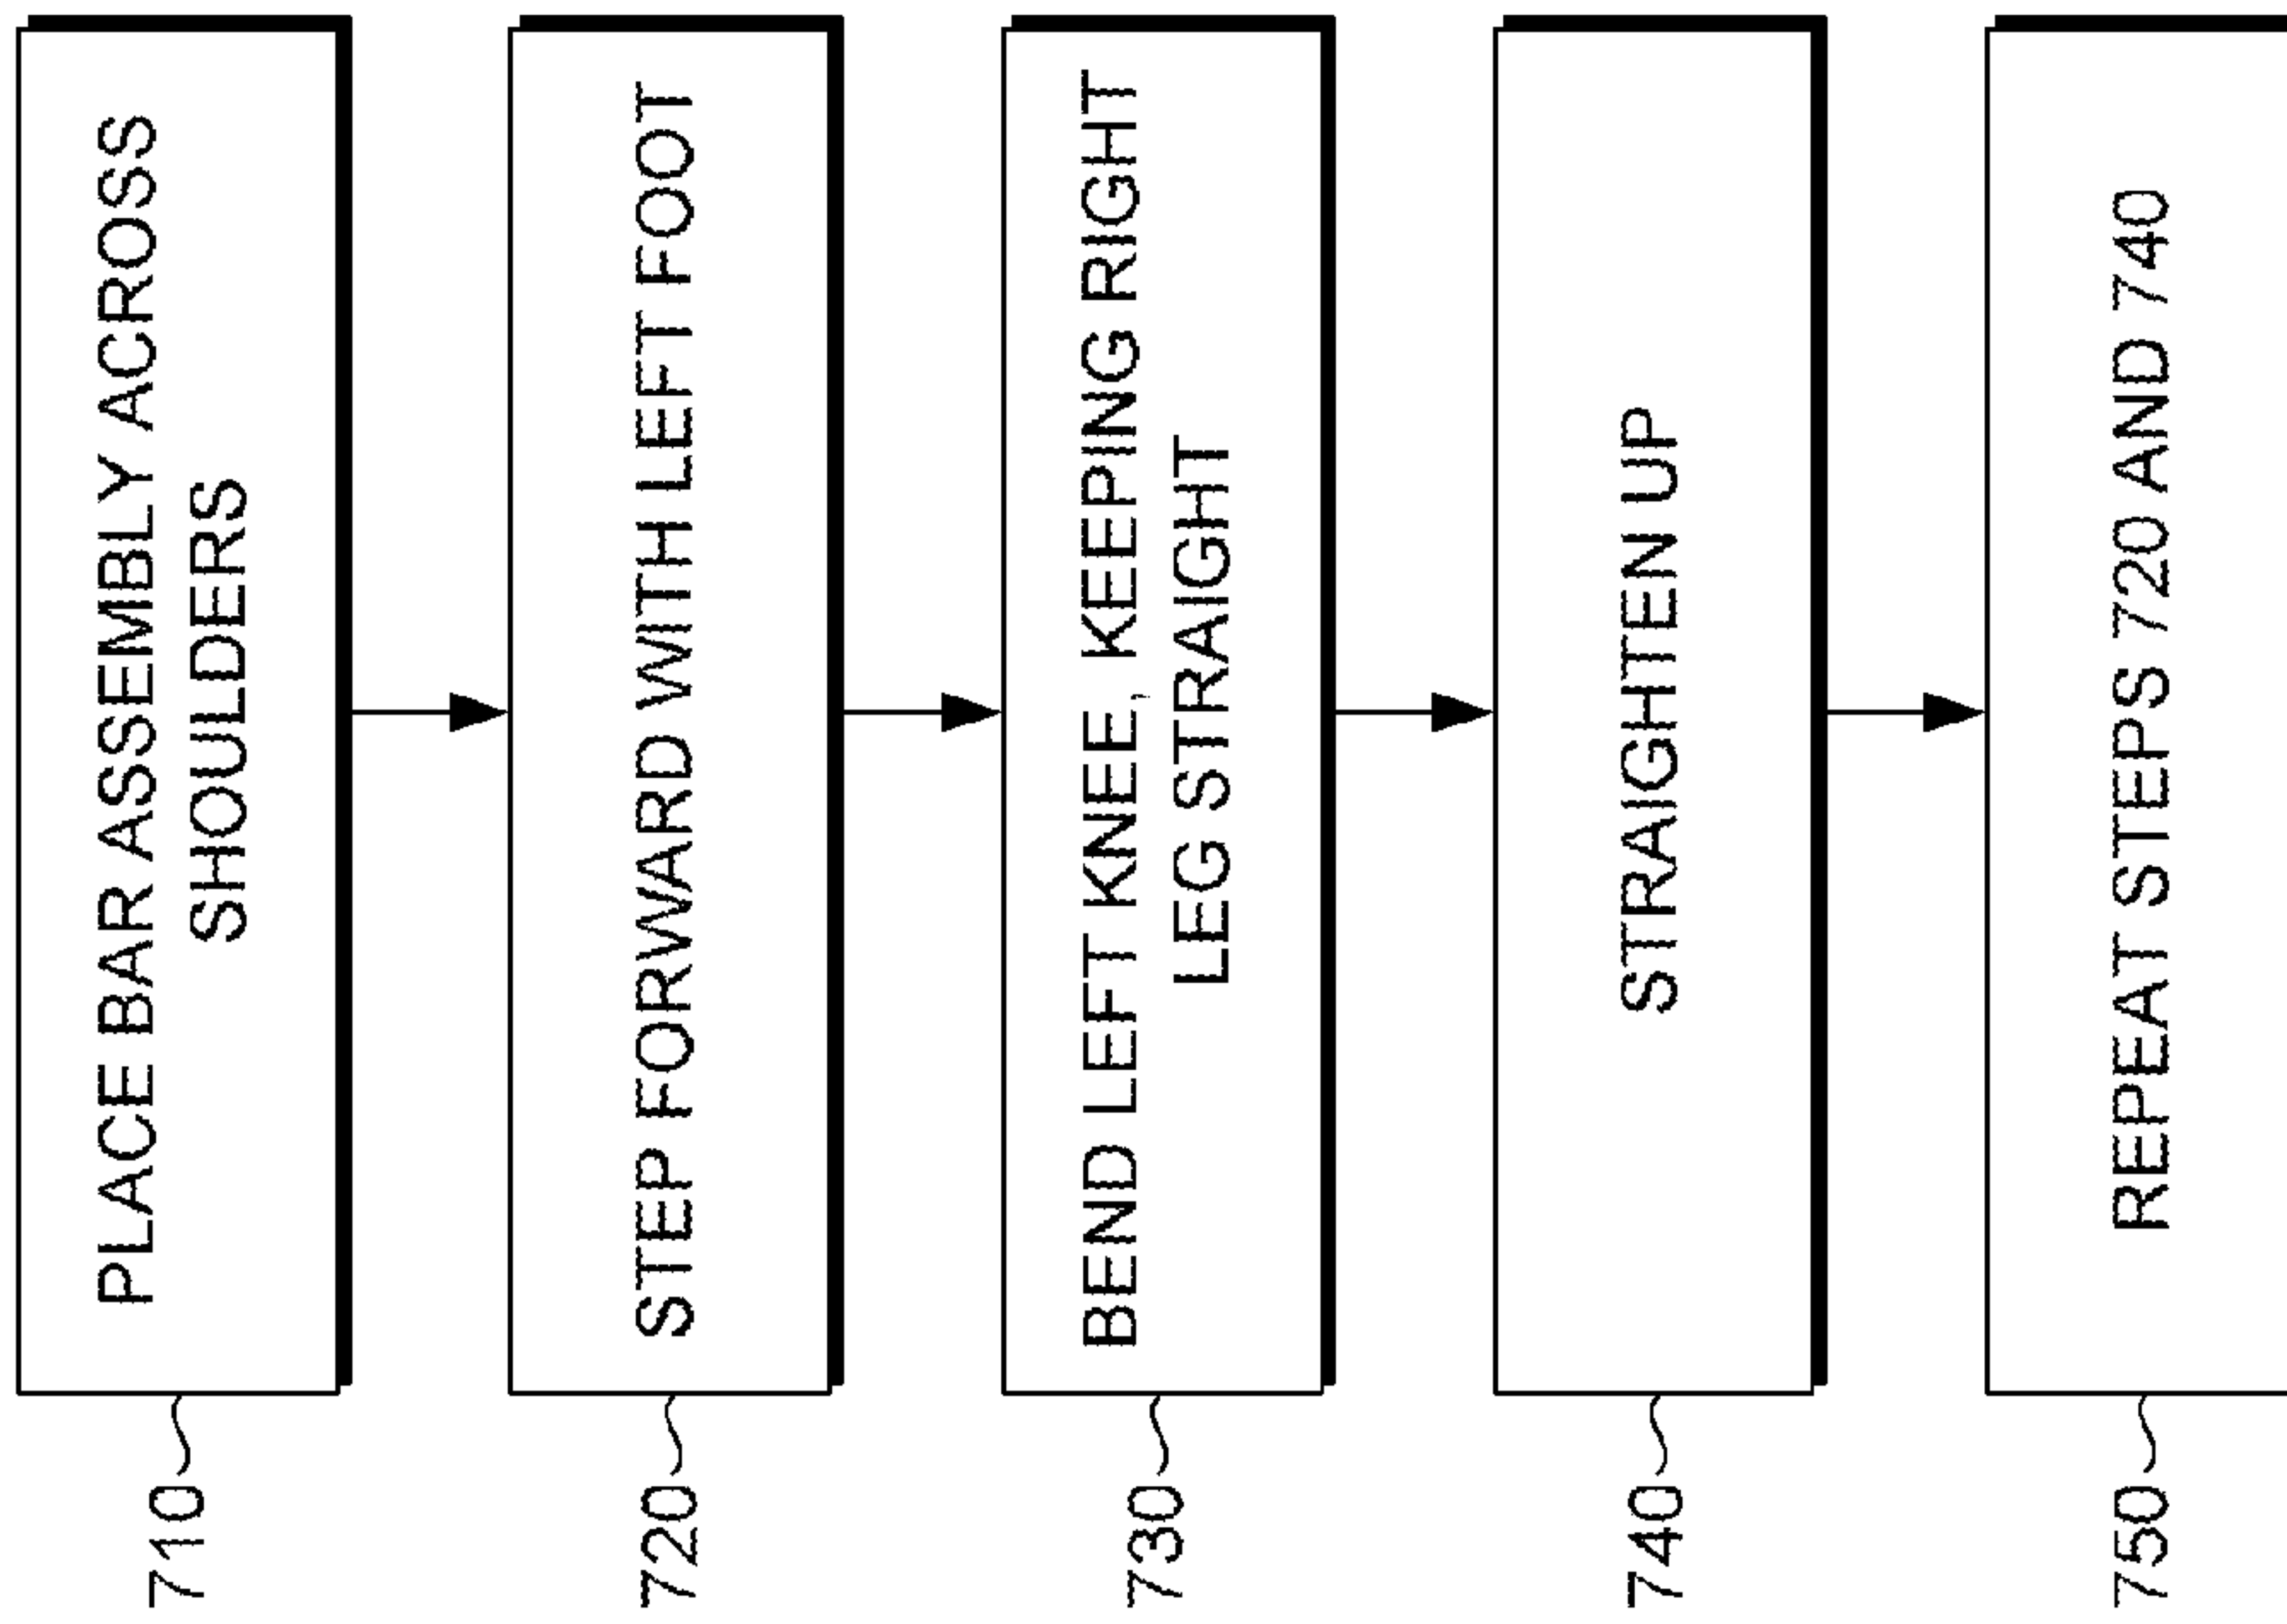 710
PLACE BAR ASSEMBLY ACROSS
SHOULDERS
720
STEP FORWARD WITH LEFT FOOT
730
BEND LEFT KNEE, KEEPING RIGHT
LEG STRAIGHT
740
STRAIGHTEN UP
750
REPEAT STEPS 720 AND 740